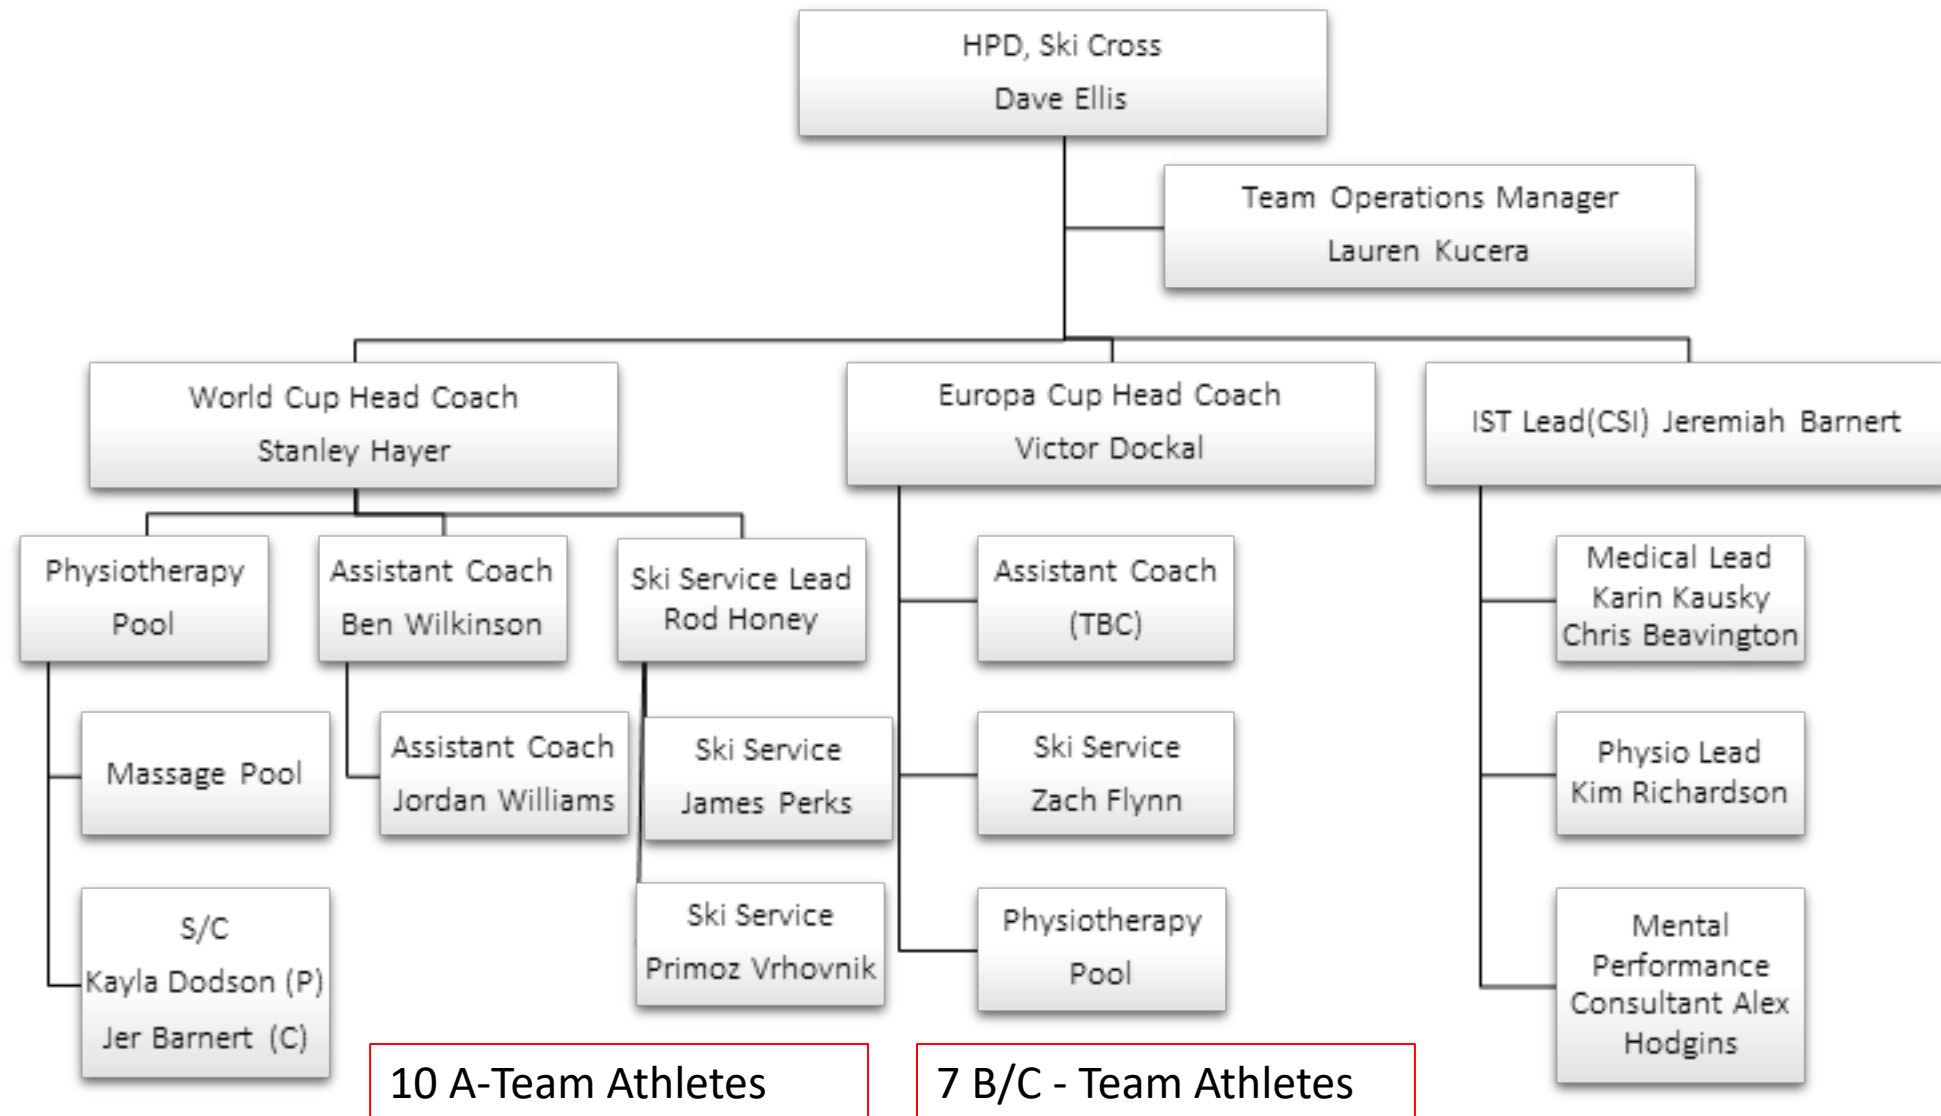 HPD, Ski Cross
Dave Ellis
Team Operations Manager
Lauren Kucera
World Cup Head Coach
Stanley Hayer
Europa Cup Head Coach
Victor Dockal
IST Lead(CSI) Jeremiah Barnert
Physiotherapy
Pool
Assistant Coach
Ben Wilkinson
Ski Service Lead
Rod Honey
Assistant Coach
(TBC)
Medical Lead
Karin Kausky
Chris Beavington
Massage Pool
Assistant Coach
Jordan Williams
Ski Service
James Perks
Ski Service
Zach Flynn
Physio Lead
Kim Richardson
S/C
Kayla Dodson (P)
Jer Barnert (C)
Ski Service
Primoz Vrhovnik
Physiotherapy
Pool
Mental
Performance
Consultant Alex
Hodgins
10 A-Team Athletes
7 B/C - Team Athletes